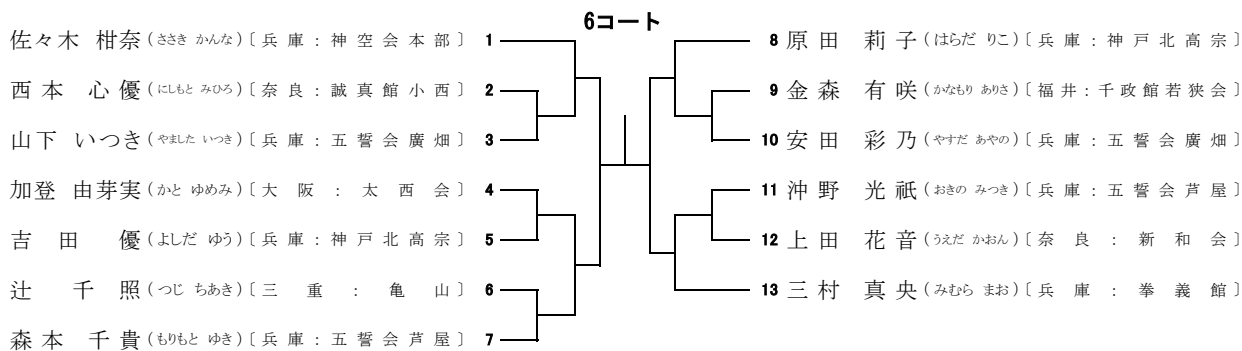 6コート
佐々木 柑奈(ささき かんな)〔兵庫:神空会本部〕 1
西本 心優(にしもと みひろ)〔奈良:誠真館小西〕 2
山下 いつき(やました いつき)〔兵庫:五誓会廣畑〕 3
加登 由芽実(かと ゆめみ)〔大阪:太西会〕 4
吉田 優(よしだ ゆう)〔兵庫:神戸北高宗〕 5
辻 千照(つじ ちあき)〔三重:亀山〕 6
森本 千貴(もりもと ゆき)〔兵庫:五誓会芦屋〕 7
8 原田 莉子(はらだ りこ)〔兵庫:神戸北高宗〕
9 金森 有咲(かなもり ありさ)〔福井:千政館若狭会〕
10 安田 彩乃(やすだ あやの)〔兵庫:五誓会廣畑〕
11 沖野 光祇(おきの みつき)〔兵庫:五誓会芦屋〕
12 上田 花音(うえだ かおん)〔奈良:新和会〕
13 三村 真央(みむら まお)〔兵庫:拳義館〕